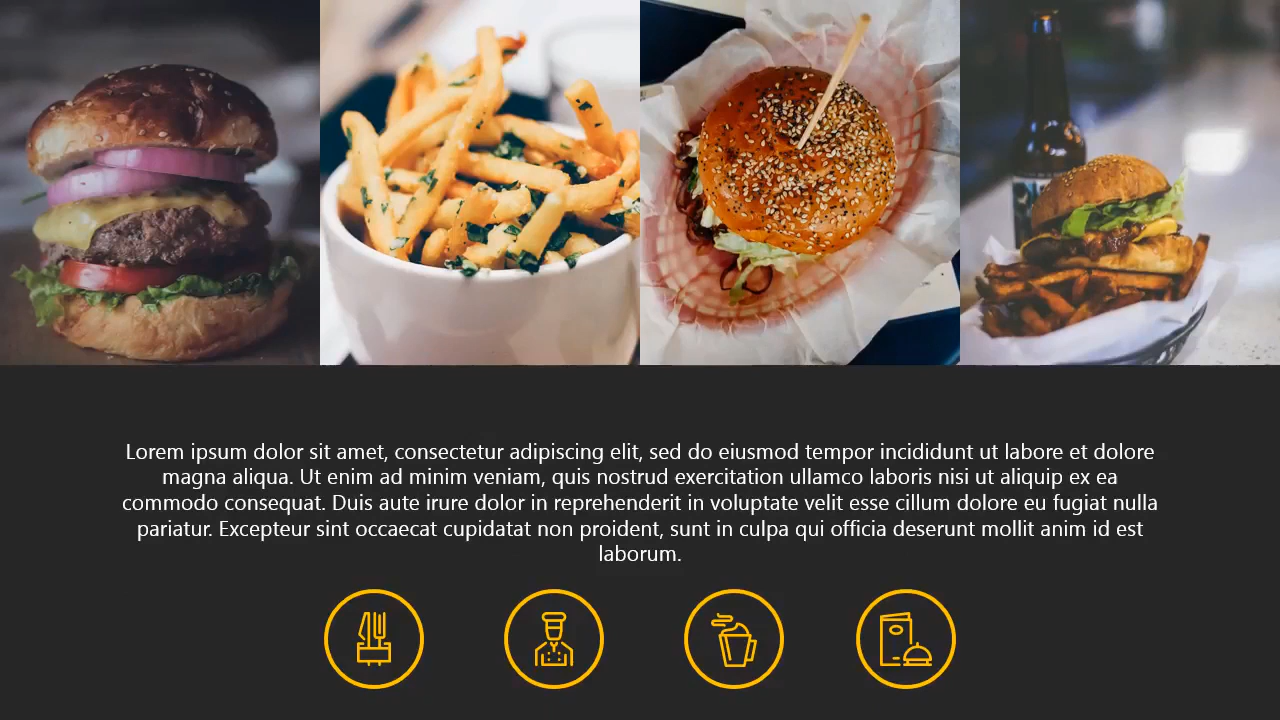 Lorem ipsum dolor sit amet, consectetur adipiscing elit, sed do eiusmod tempor incididunt ut labore et dolore
magna aliqua. Ut enim ad minim veniam, quis nostrud exercitation ullamco laboris nisi ut aliquip ex ea
commodo consequat. Duis aute irure dolor in reprehenderit in voluptate velit esse cillum dolore eu fugiat nulla
pariatur. Excepteur sint occaecat cupidatat non proident, sunt in culpa qui officia deserunt mollit anim id est
laborum.